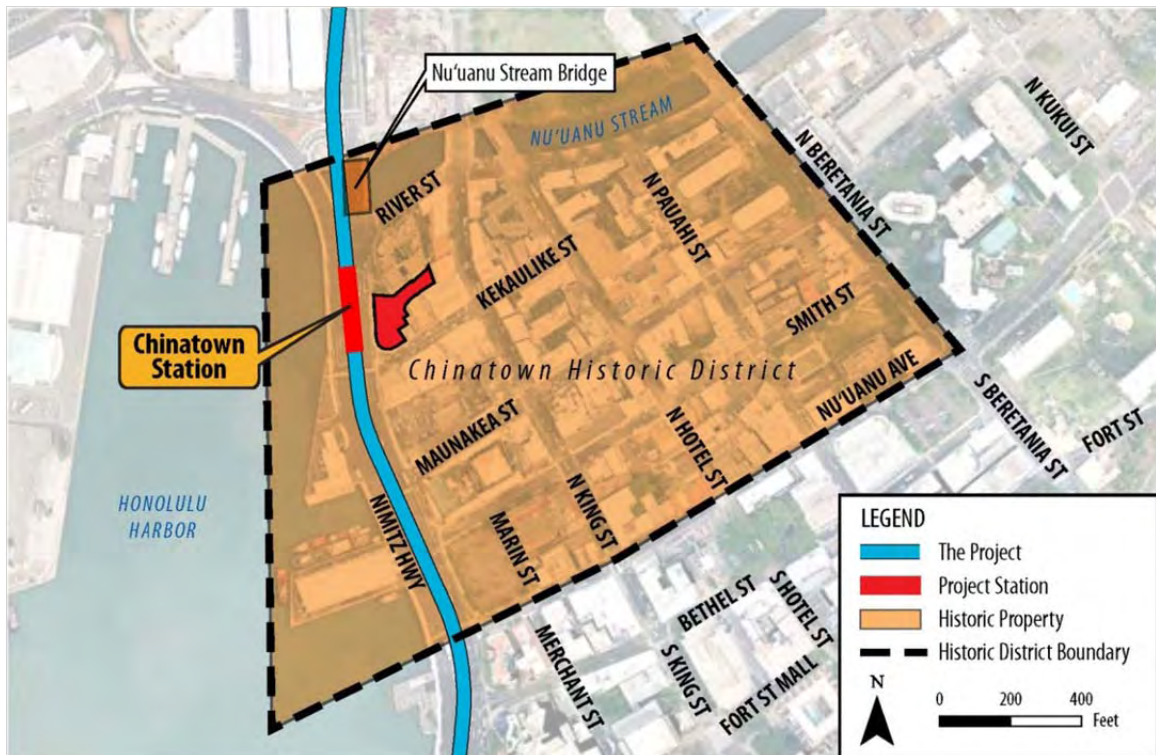 Nu‘uanu Stream Bridge
NU‘UANU STREAM
N KUKUI ST
N BERETANIA ST
RIVER ST
N PAUAHI ST
KEKAULIKE ST
SMITH ST
Chinatown
Station
Chinatown Historic District
NU‘UANU AVE
S BERETANIA ST
FORT ST
MAUNAKEA ST
N HOTEL ST
N KING ST
HONOLULU
HARBOR
NIMITZ HWY
MARIN ST
BETHEL ST
S HOTEL ST
MERCHANT ST
S KING ST
FORT ST MALL
LEGEND
The Project
Project Station
Historic Property
Historic District Boundary
N
0 200 400
Feet